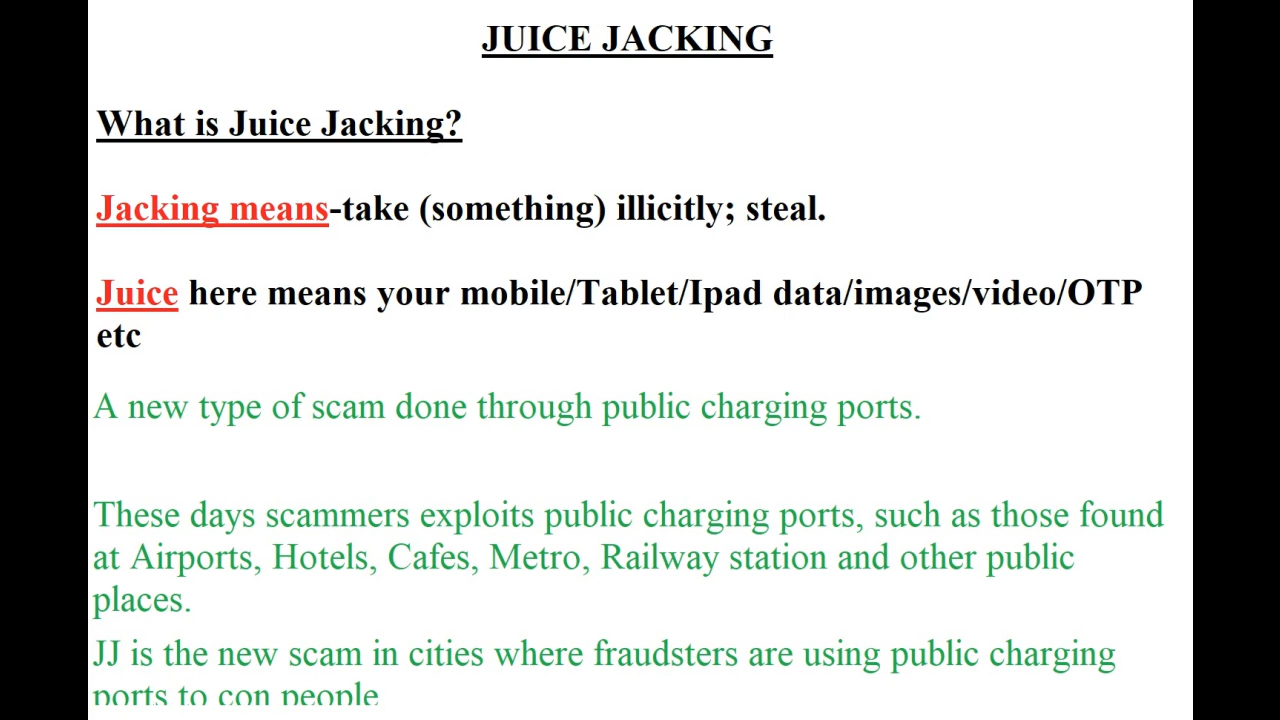 JUICE JACKING
What is Juice Jacking?
Jacking means-take (something) illicitly; steal.
Juice here means your mobile/Tablet/Ipad data/images/video/OTP
etc
A new type of scam done through public charging ports.
These days scammers exploits public charging ports, such as those found
at Airports, Hotels, Cafes, Metro, Railway station and other public
places.
JJ is the new scam in cities where fraudsters are using public charging
ports to con people